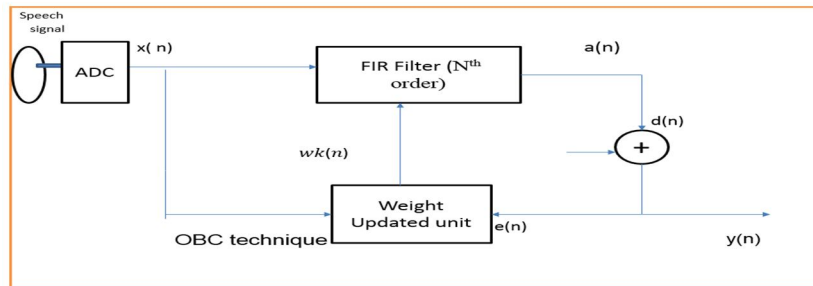 Speech
signal
x( n)
ADC
FIR Filter (Nth
order)
a(n)
d(n)
+
wk(n)
Weight
Updated unit
e(n)
OBC technique
y(n)